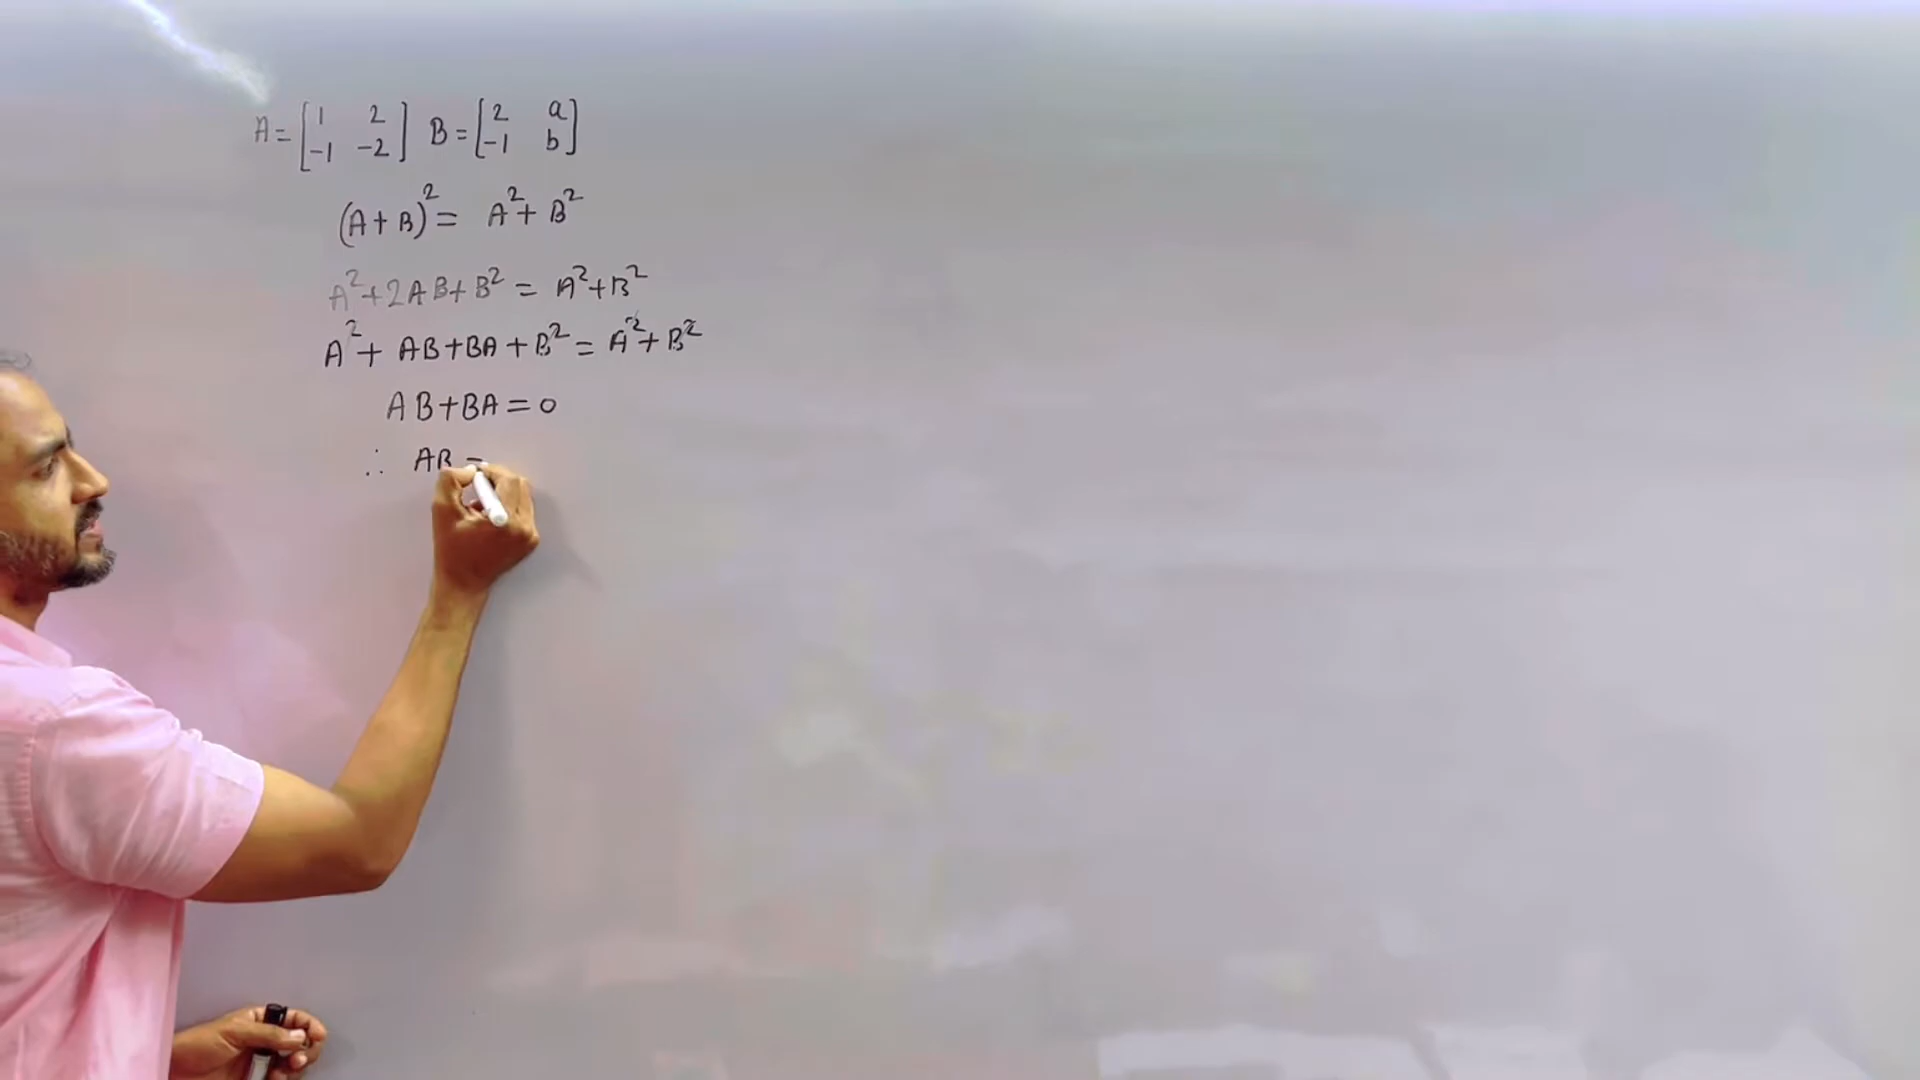 A = [1 2 -1 -2] B = [2 a -1 b]
(A + B)² = A² + B²
A² + 2AB + B² = A² + B²
A² + AB + BA + B² = A² + B²
AB + BA = 0
∴ AB =